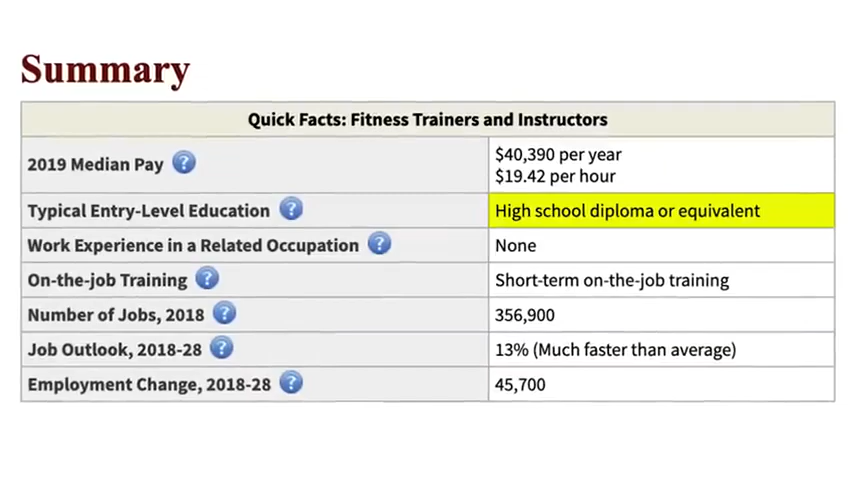 Summary
Quick Facts: Fitness Trainers and Instructors
2019 Median Pay ?
$40,390 per year
$19.42 per hour
Typical Entry-Level Education ?
High school diploma or equivalent
Work Experience in a Related Occupation ?
None
On-the-job Training ?
Short-term on-the-job training
Number of Jobs, 2018 ?
356,900
Job Outlook, 2018-28 ?
13% (Much faster than average)
Employment Change, 2018-28 ?
45,700